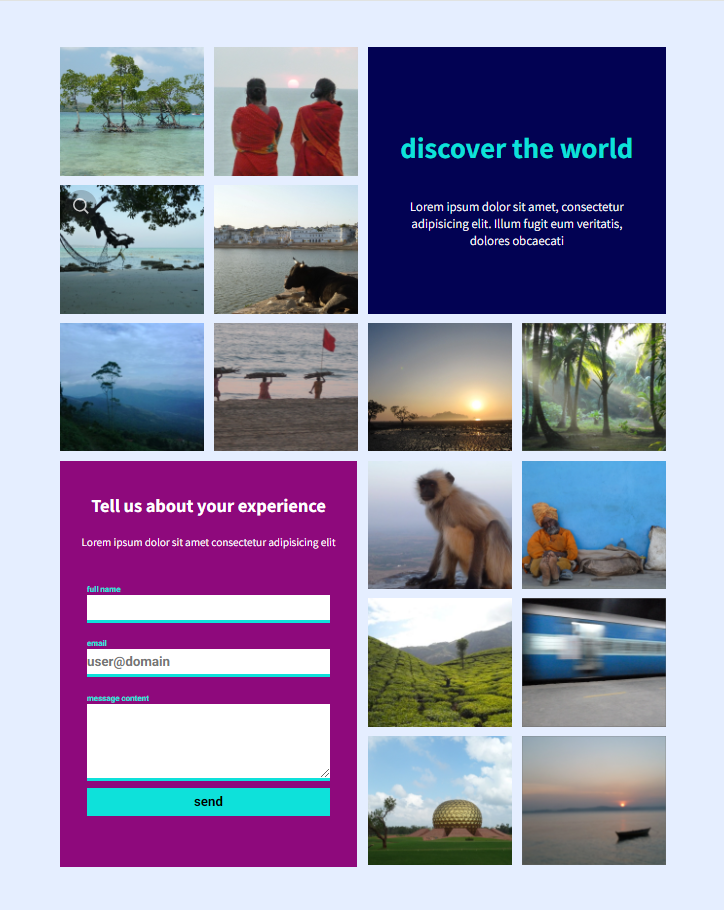 discover the world
Lorem ipsum dolor sit amet, consectetur
adipisicing elit. Illum fugit eum veritatis,
dolores obcaecati
Tell us about your experience
Lorem ipsum dolor sit amet consectetur adipisicing elit
full name
email
user@domain
message content
send